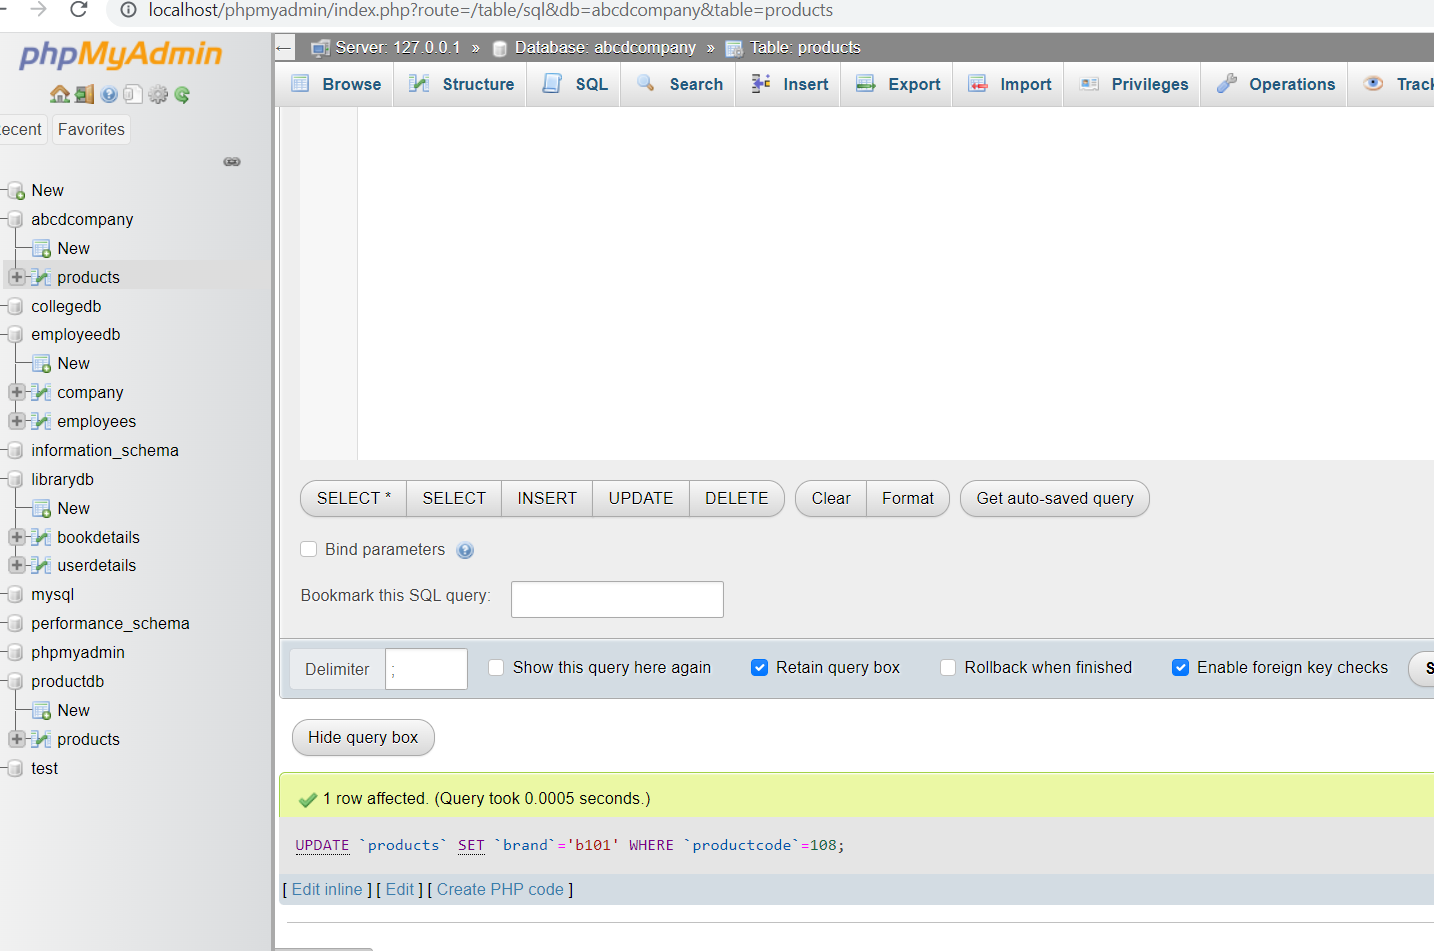 localhost/phpmyadmin/index.php?route=/table/sql&db=abcdcompany&table=products
phpMyAdmin
ecent Favorites
New
abcdcompany
New
products
collegedb
employeedb
New
company
employees
information_schema
librarydb
New
bookdetails
userdetails
mysql
performance_schema
phpmyadmin
productdb
New
products
test
Server: 127.0.0.1 » Database: abcdcompany » Table: products
Browse Structure SQL Search Insert Export Import Privileges Operations Track
SELECT * SELECT INSERT UPDATE DELETE Clear Format Get auto-saved query
Bind parameters
Bookmark this SQL query:
Delimiter ; Show this query here again Retain query box Rollback when finished Enable foreign key checks S
Hide query box
1 row affected. (Query took 0.0005 seconds.)
UPDATE `products` SET `brand`='b101' WHERE `productcode`=108;
[ Edit inline ] [ Edit ] [ Create PHP code ]